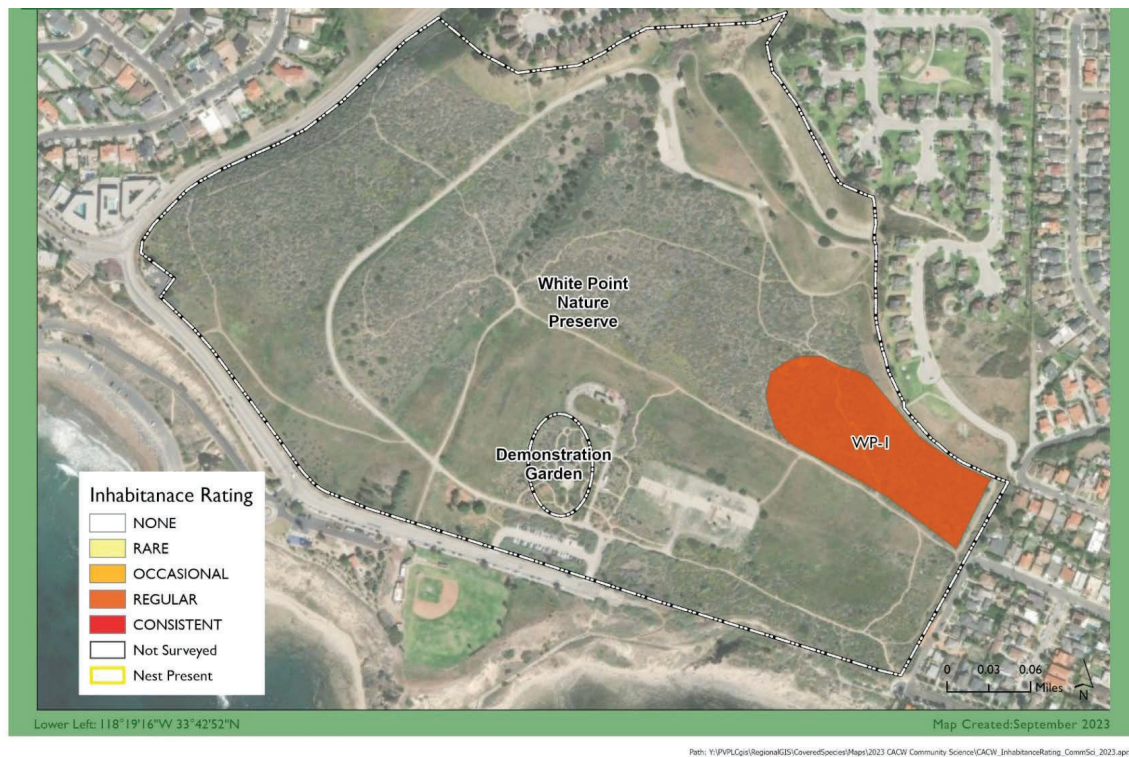 White Point
Nature
Preserve
WP-1
Demonstration
Garden
Inhabitanace Rating
NONE
RARE
OCCASIONAL
REGULAR
CONSISTENT
Not Surveyed
Nest Present
0 0.03 0.06
Miles
N
Lower Left: 118°19'16"W 33°42'52"N
Map Created:September 2023
Path: Y:\PVPLCgis\RegionalGIS\CoveredSpecies\Maps\2023 CACW Community Science\CACW_InhabitanceRating_CommSci_2023.apr